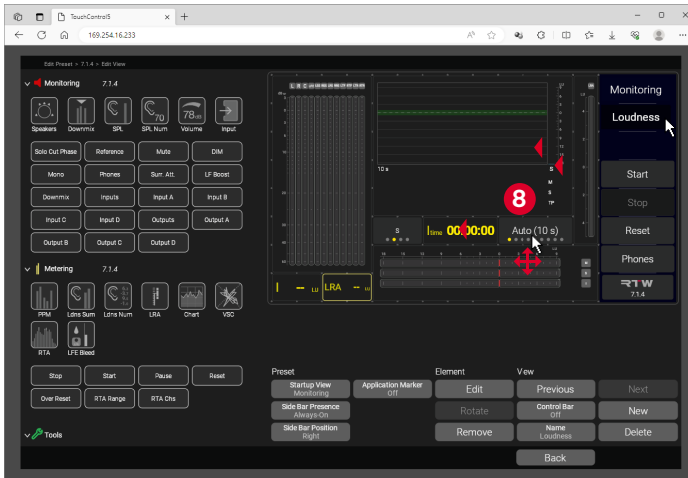 TouchControl5
169.254.16.233
Edit Preset > 7.1.4 > Edit View
Monitoring 7.1.4
70
78 dB
Speakers Downmix SPL SPL Num Volume Input
Solo Cut Phase Reference Mute DIM
Mono Phones Surr. Att. LF Boost
Downmix Inputs Input A Input B
Input C Input D Outputs Output A
Output B Output C Output D
Metering 7.1.4
PPM Ldns Sum Ldns Num LRA Chart VSC
RTA LFE Bleed
Stop Start Pause Reset
Over Reset RTA Range RTA Chs
Tools
10 s
S
M
S
TP
8
S
Itime 00:00:00
Auto (10 s)
I -- LU
LRA -- LU
Monitoring
Loudness
Start
Stop
Reset
Phones
RTW
7.1.4
Preset Element View
Startup View
Monitoring
Application Marker
Off
Edit
Previous
Next
Side Bar Presence
Always-On
Rotate
Control Bar
Off
New
Side Bar Position
Right
Remove
Name
Loudness
Delete
Back